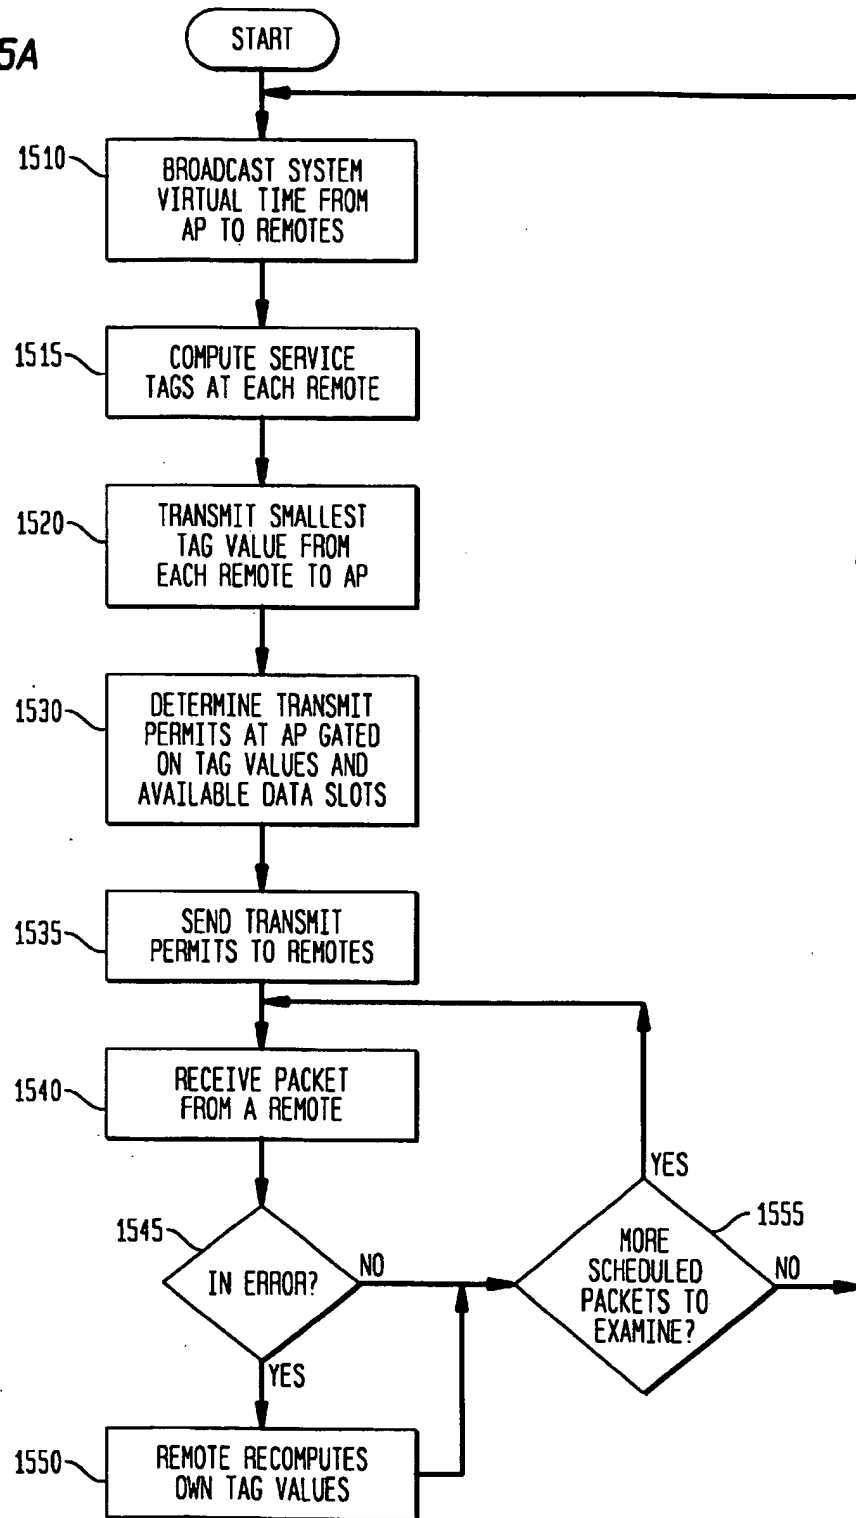 5A
START
1510
BROADCAST SYSTEM
VIRTUAL TIME FROM
AP TO REMOTES
1515
COMPUTE SERVICE
TAGS AT EACH REMOTE
1520
TRANSMIT SMALLEST
TAG VALUE FROM
EACH REMOTE TO AP
1530
DETERMINE TRANSMIT
PERMITS AT AP GATED
ON TAG VALUES AND
AVAILABLE DATA SLOTS
1535
SEND TRANSMIT
PERMITS TO REMOTES
1540
RECEIVE PACKET
FROM A REMOTE
1545
IN ERROR?
NO
YES
1555
MORE
SCHEDULED
PACKETS TO
EXAMINE?
YES
NO
1550
REMOTE RECOMPUTES
OWN TAG VALUES